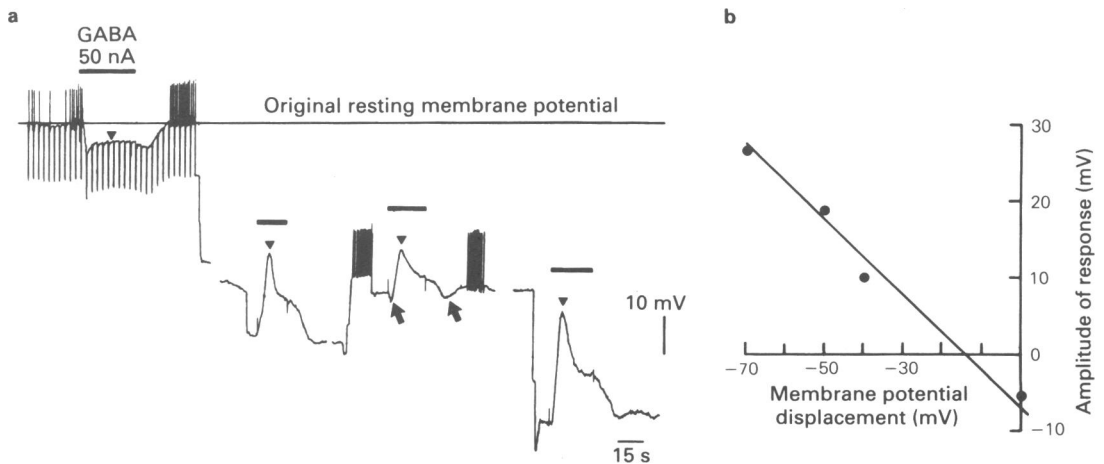 a
GABA
50 nA
Original resting membrane potential
10 mV
15 s
b
30
20
10
0
−10
−70
−50
−30
Membrane potential
displacement (mV)
Amplitude of response (mV)